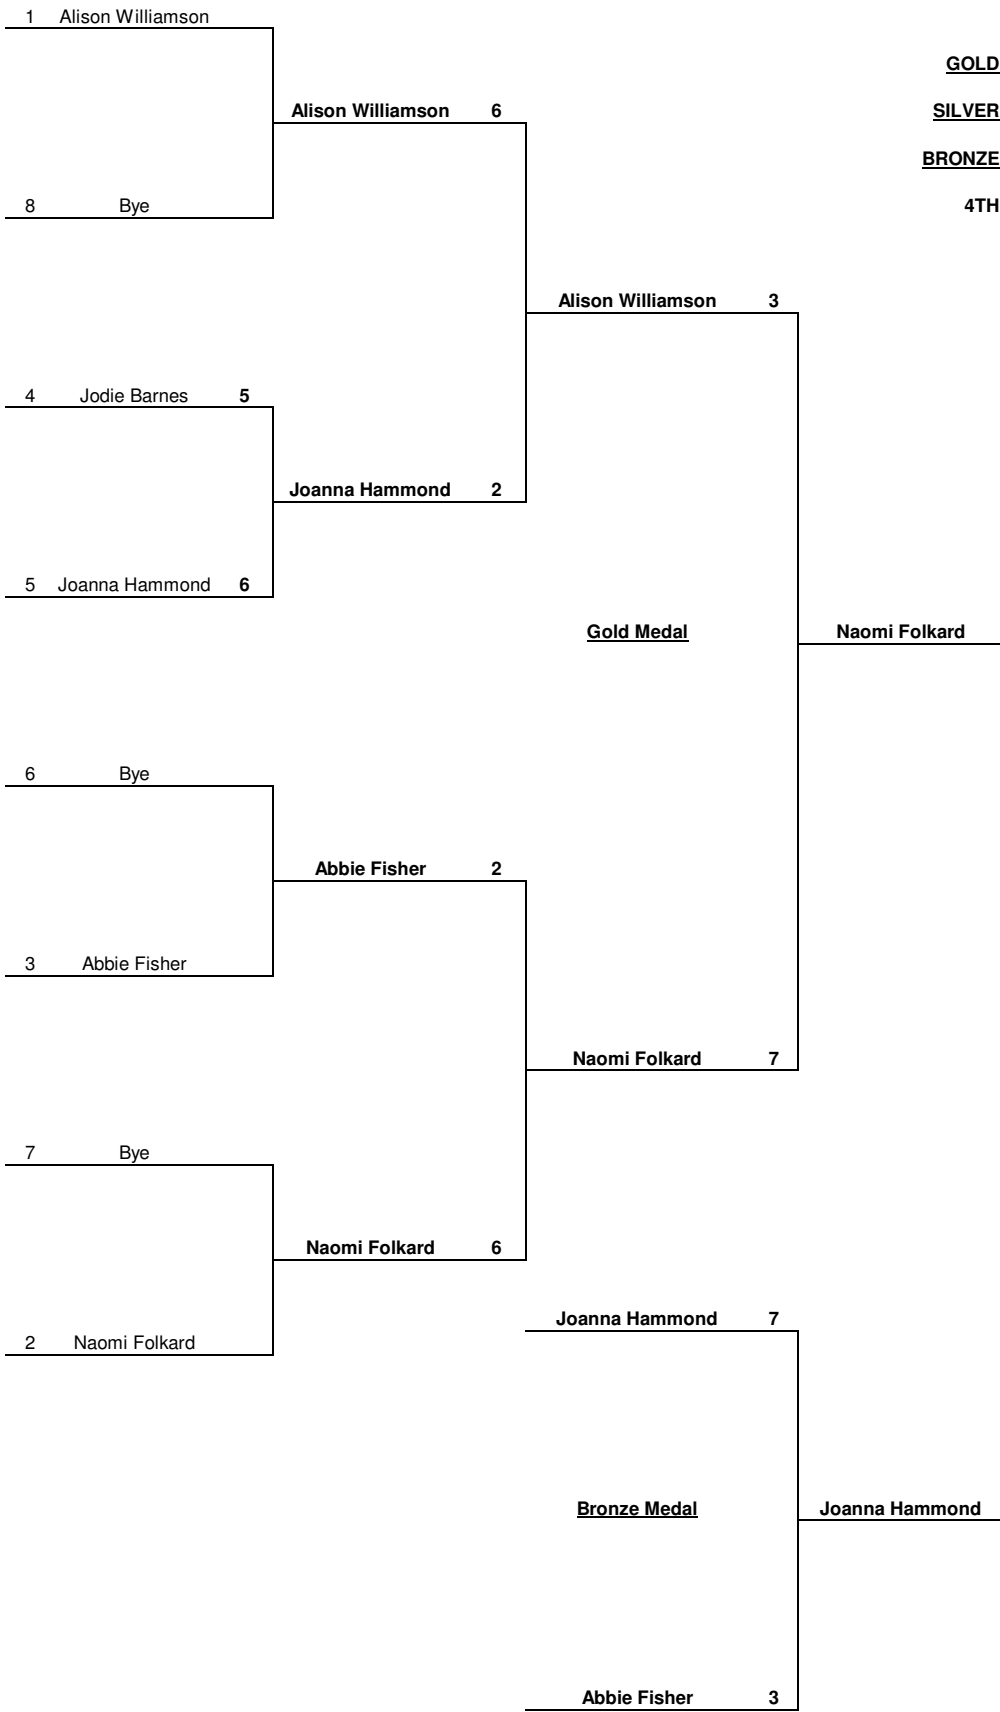 1 Alison Williamson
GOLD
Alison Williamson 6
SILVER
BRONZE
8 Bye
4TH
Alison Williamson 3
4 Jodie Barnes 5
Joanna Hammond 2
5 Joanna Hammond 6
Gold Medal
Naomi Folkard
6 Bye
Abbie Fisher 2
3 Abbie Fisher
Naomi Folkard 7
7 Bye
Naomi Folkard 6
Joanna Hammond 7
2 Naomi Folkard
Bronze Medal
Joanna Hammond
Abbie Fisher 3